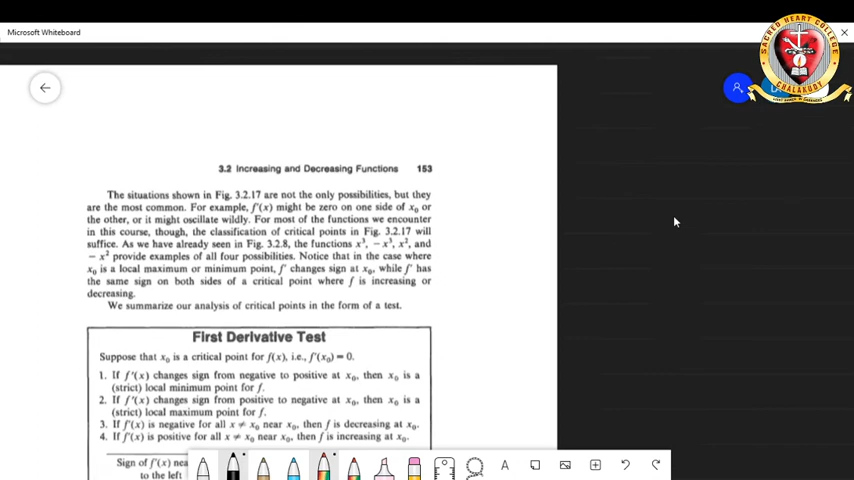 Microsoft Whiteboard
SACRED HEART COLLEGE
CHALAKUDY
3.2 Increasing and Decreasing Functions 153
The situations shown in Fig. 3.2.17 are not the only possibilities, but they
are the most common. For example, f'(x) might be zero on one side of x₀ or
the other, or it might oscillate wildly. For most of the functions we encounter
in this course, though, the classification of critical points in Fig. 3.2.17 will
suffice. As we have already seen in Fig. 3.2.8, the functions x³, −x³, x², and
−x² provide examples of all four possibilities. Notice that in the case where
x₀ is a local maximum or minimum point, f' changes sign at x₀, while f' has
the same sign on both sides of a critical point where f is increasing or
decreasing.
We summarize our analysis of critical points in the form of a test.
First Derivative Test
Suppose that x₀ is a critical point for f(x), i.e., f'(x₀) = 0.
1. If f'(x) changes sign from negative to positive at x₀, then x₀ is a
(strict) local minimum point for f.
2. If f'(x) changes sign from positive to negative at x₀, then x₀ is a
(strict) local maximum point for f.
3. If f'(x) is negative for all x ≠ x₀ near x₀, then f is decreasing at x₀.
4. If f'(x) is positive for all x ≠ x₀ near x₀, then f is increasing at x₀.
Sign of f'(x) nea
to the left
A